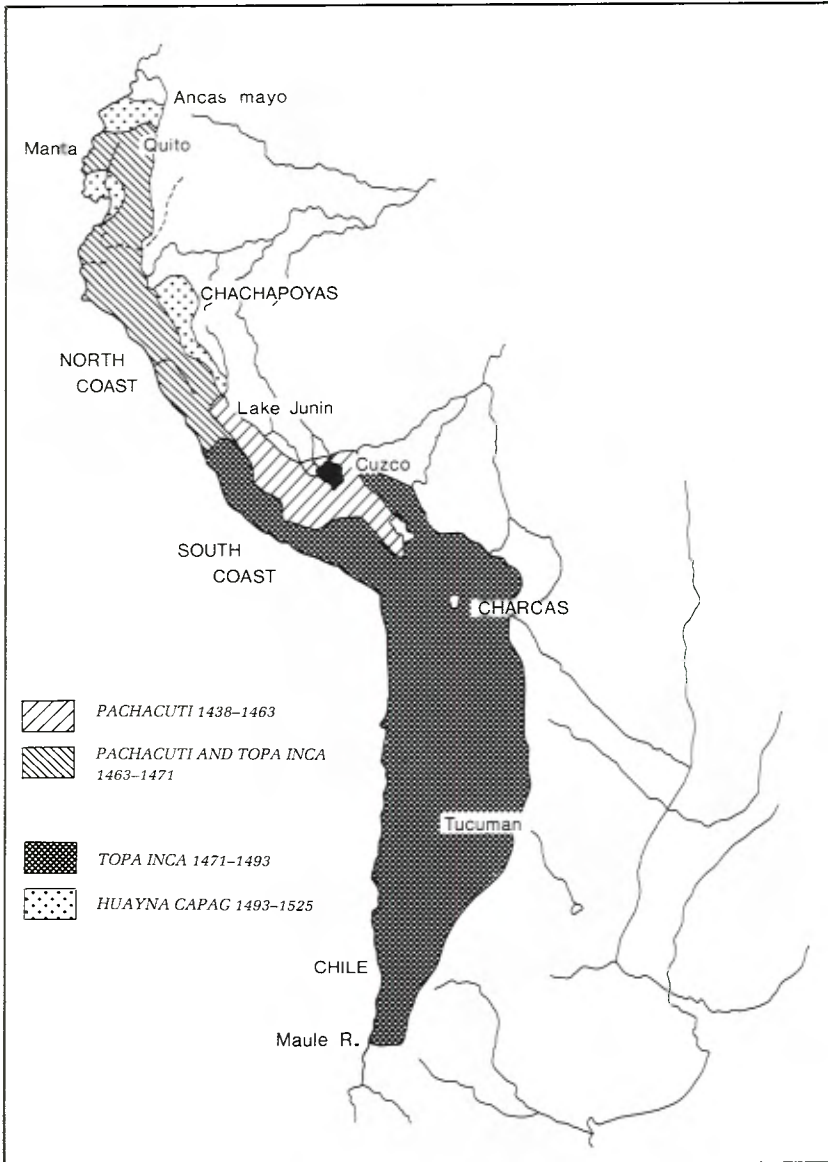 Ancas mayo
Manta
Quito
CHACHAPOYAS
NORTH
COAST
Lake Junin
Cuzco
SOUTH
COAST
CHARCAS
PACHACUTI 1438–1463
PACHACUTI AND TOPA INCA
1463–1471
Tucuman
TOPA INCA 1471–1493
HUAYNA CAPAG 1493–1525
CHILE
Maule R.